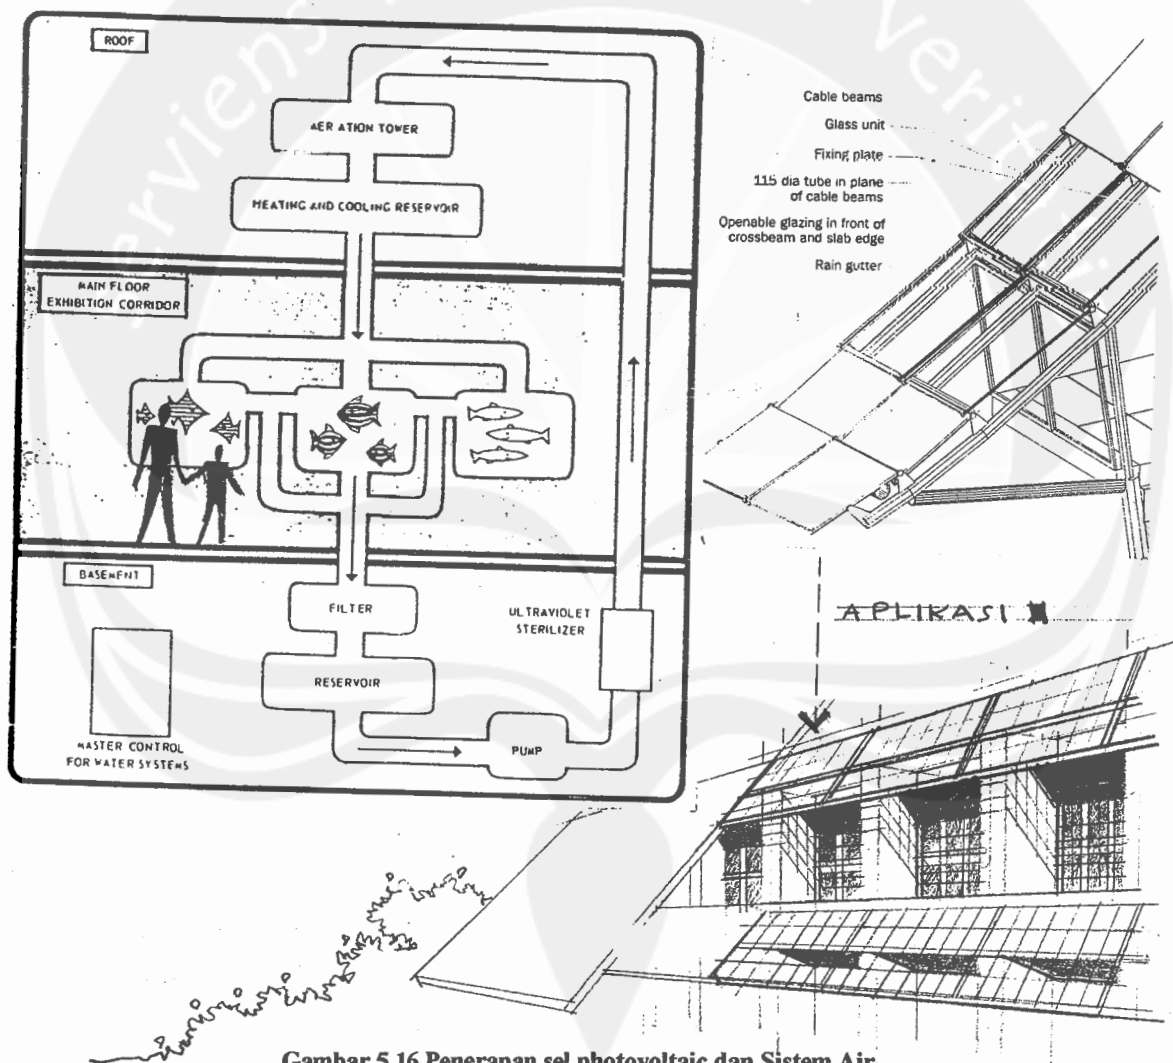 ROOF
AERATION TOWER
HEATING AND COOLING RESERVOIR
MAIN FLOOR
EXHIBITION CORRIDOR
BASEMENT
FILTER
ULTRAVIOLET
STERILIZER
RESERVOIR
PUMP
MASTER CONTROL
FOR WATER SYSTEMS
Cable beams
Glass unit
Fixing plate
115 dia tube in plane
of cable beams
Openable glazing in front of
crossbeam and slab edge
Rain gutter
APLIKASI
Gambar 5.16 Penerapan sel photovoltaic dan Sistem Air